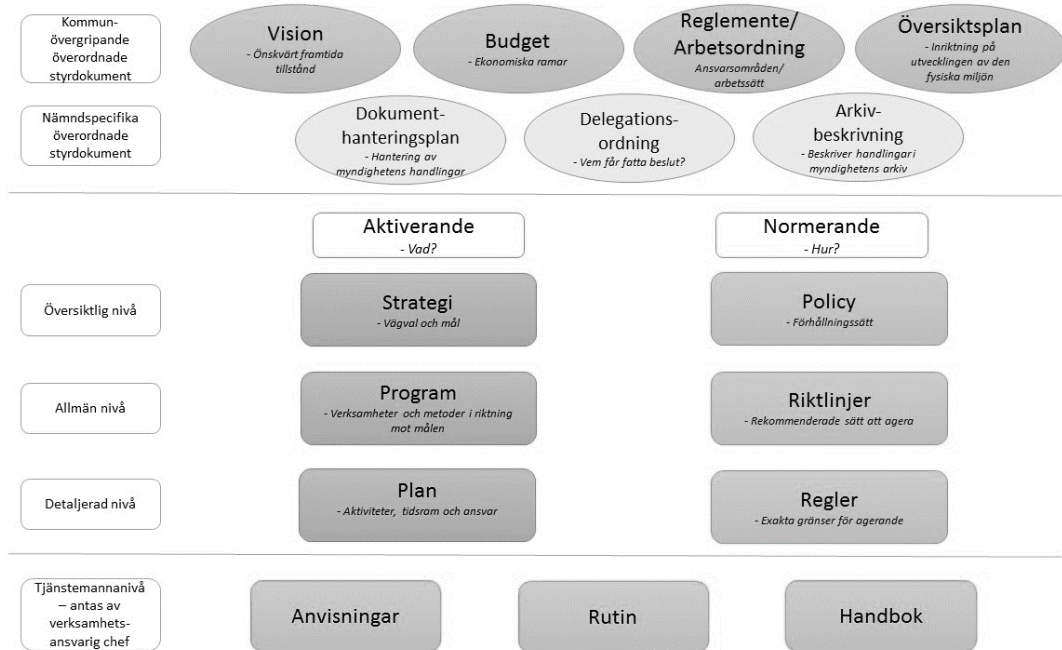 Kommun-
övergripande
överordnade
styrdokument
Vision
- Önskvärt framtida
tillstånd
Budget
- Ekonomiska ramar
Reglemente/
Arbetsordning
Ansvarsområden/
arbetssätt
Översiktsplan
- Inriktning på
utvecklingen av den
fysiska miljön
Nämndspecifika
överordnade
styrdokument
Dokument-
hanteringsplan
- Hantering av
myndighetens handlingar
Delegations-
ordning
- Vem får fatta beslut?
Arkiv-
beskrivning
- Beskriver handlingar i
myndighetens arkiv
Aktiverande
- Vad?
Normerande
- Hur?
Översiktlig nivå
Strategi
- Vägval och mål
Policy
- Förhållningssätt
Allmän nivå
Program
- Verksamheter och metoder i riktning
mot målen
Riktlinjer
- Rekommenderade sätt att agera
Detaljerad nivå
Plan
- Aktiviteter, tidsram och ansvar
Regler
- Exakta gränser för agerande
Tjänstemannanivå
– antas av
verksamhets-
ansvarig chef
Anvisningar
Rutin
Handbok